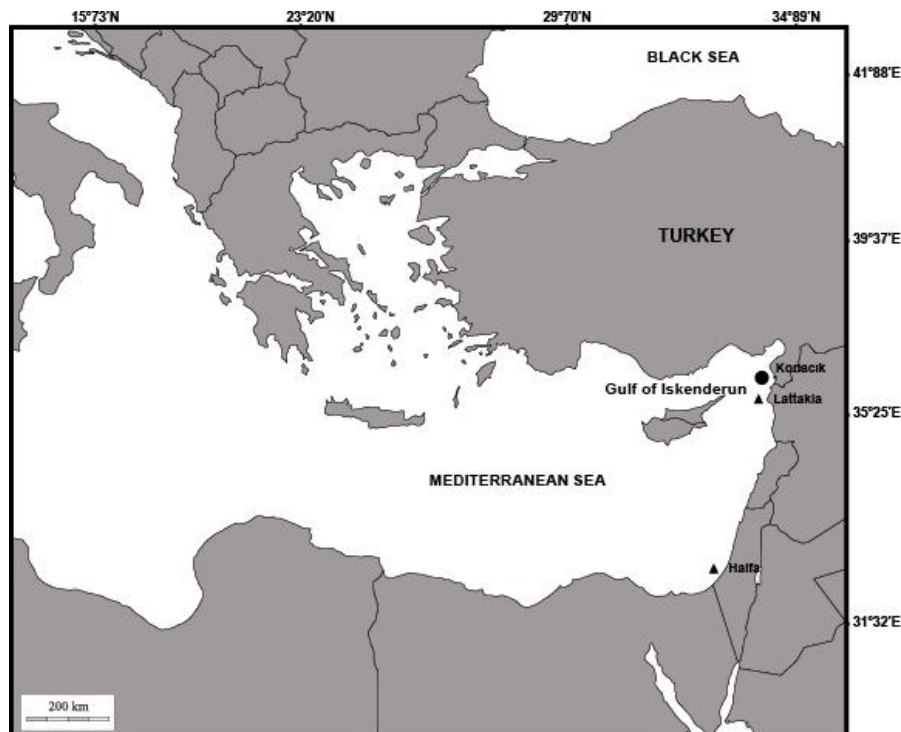 15°73'N 23°20'N 29°70'N 34°89'N
BLACK SEA
41°88'E
TURKEY
39°37'E
Konacık
Gulf of Iskenderun
Lattakia
35°25'E
MEDITERRANEAN SEA
Haifa
31°32'E
200 km